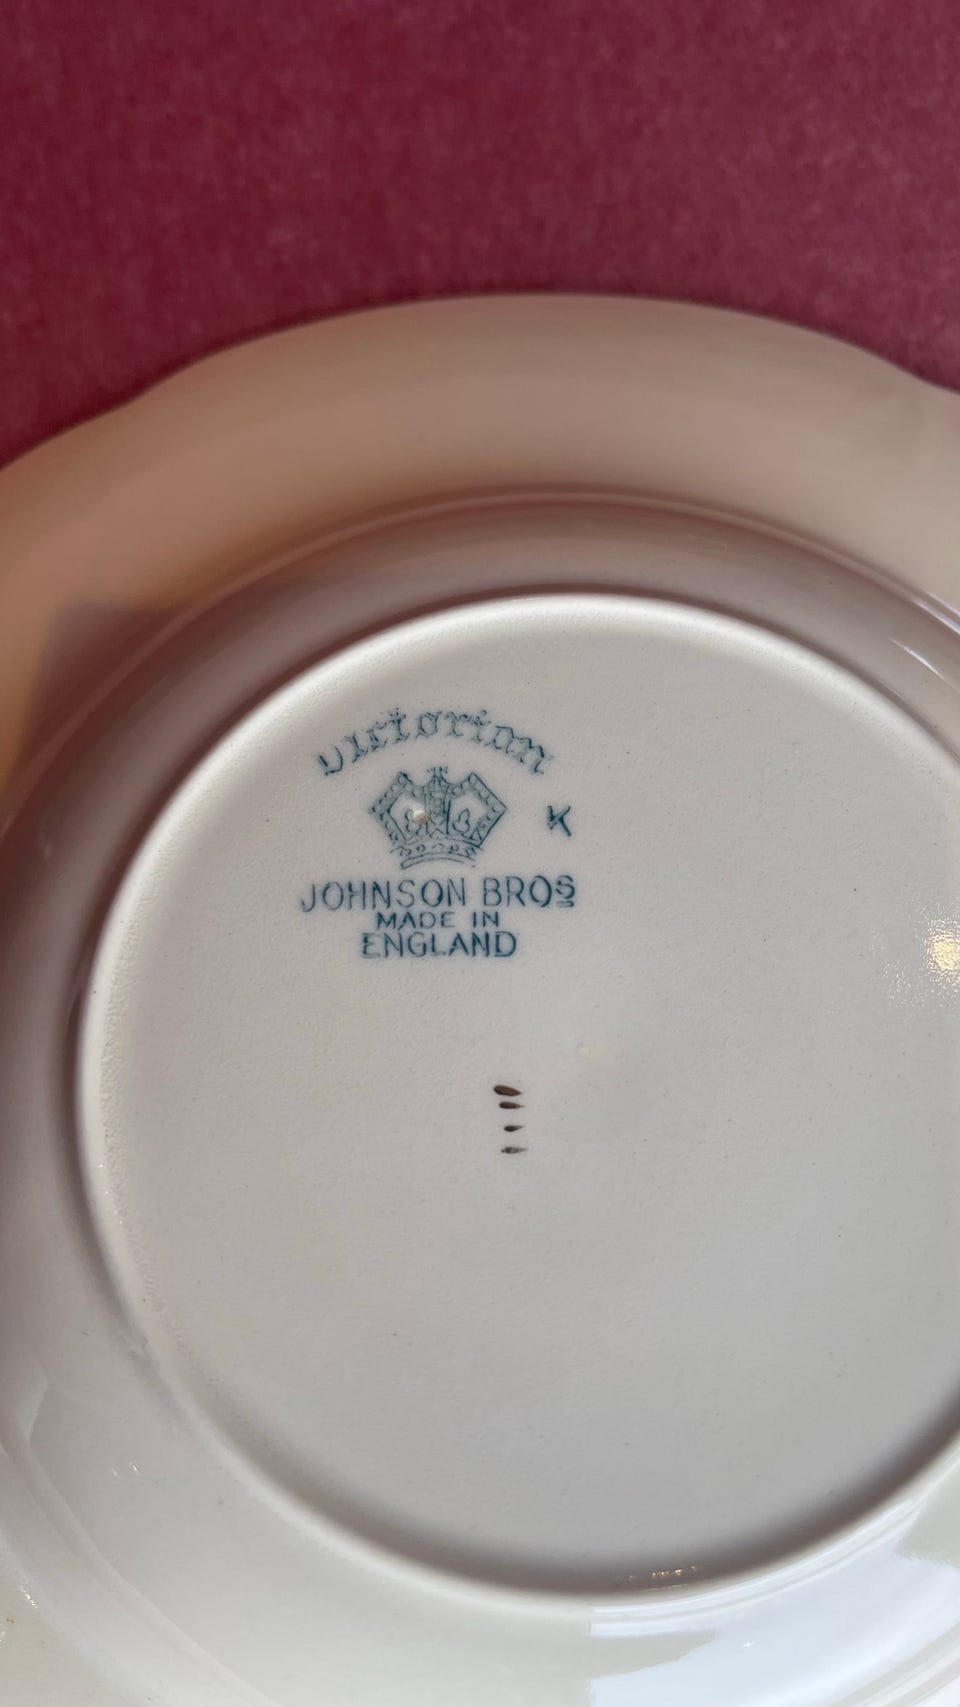 Victorian
K
JOHNSON BROS
MADE IN
ENGLAND